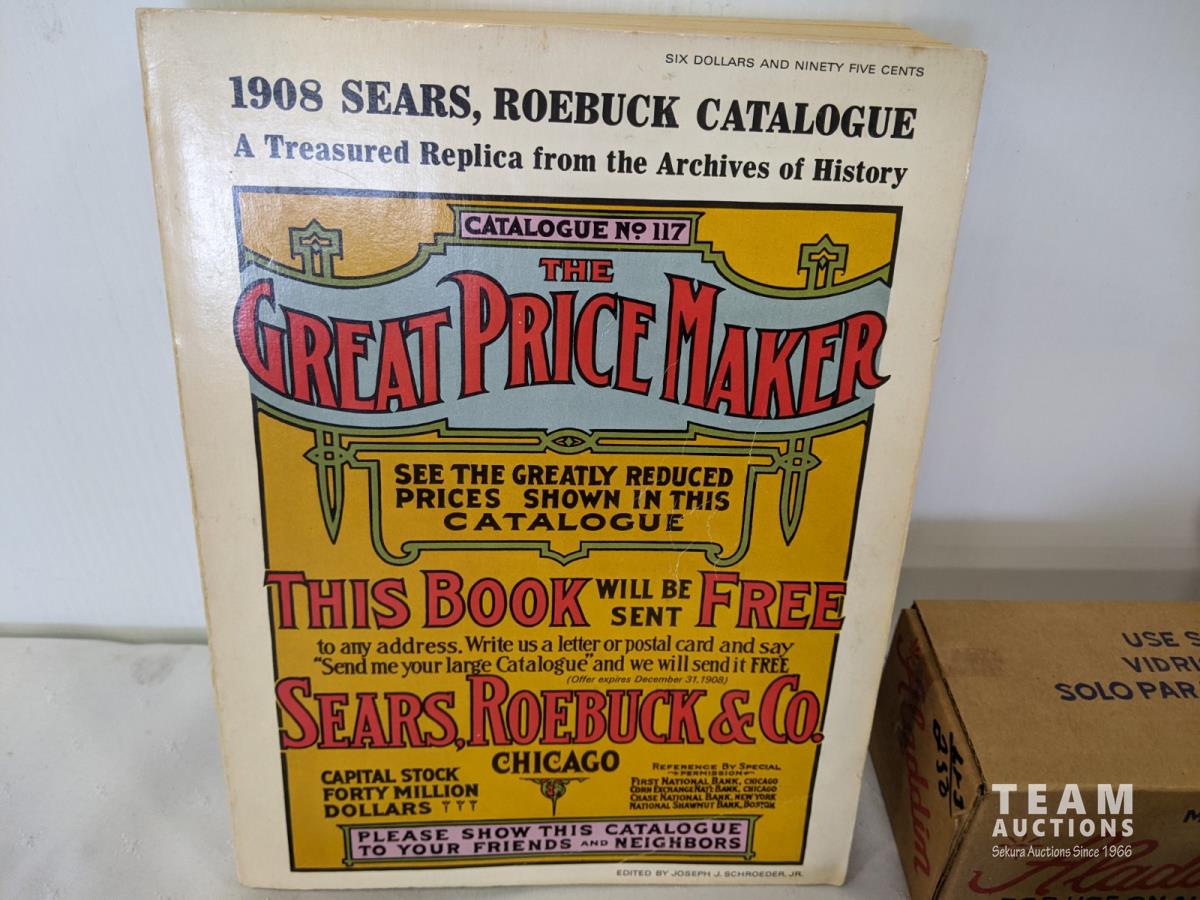 SIX DOLLARS AND NINETY FIVE CENTS
1908 SEARS, ROEBUCK CATALOGUE
A Treasured Replica from the Archives of History
CATALOGUE No 117
THE
GREAT PRICE MAKER
SEE THE GREATLY REDUCED
PRICES SHOWN IN THIS
CATALOGUE
THIS BOOK WILL BE SENT FREE
to any address. Write us a letter or postal card and say
"Send me your large Catalogue" and we will send it FREE
(Offer expires December 31, 1908)
SEARS, ROEBUCK & CO.
CHICAGO
CAPITAL STOCK
FORTY MILLION
DOLLARS
REFERENCE BY SPECIAL
PERMISSION
FIRST NATIONAL BANK, CHICAGO
CORN EXCHANGE NAT'L BANK, CHICAGO
CHASE NATIONAL BANK, NEW YORK
NATIONAL SHAWMUT BANK, BOSTON
PLEASE SHOW THIS CATALOGUE
TO YOUR FRIENDS AND NEIGHBORS
EDITED BY JOSEPH J. SCHROEDER, JR.
USE S
VIDR
SOLO PAR
Aladdin
TEAM
AUCTIONS
Sekura Auctions Since 1966